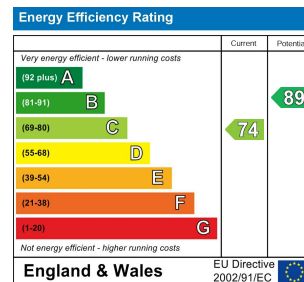 Energy Efficiency Rating
Current Potentia
Very energy efficient - lower running costs
(92 plus) A
(81-91) B
89
(69-80) C
74
(55-68) D
(39-54) E
(21-38) F
(1-20) G
Not energy efficient - higher running costs
England & Wales
EU Directive
2002/91/EC